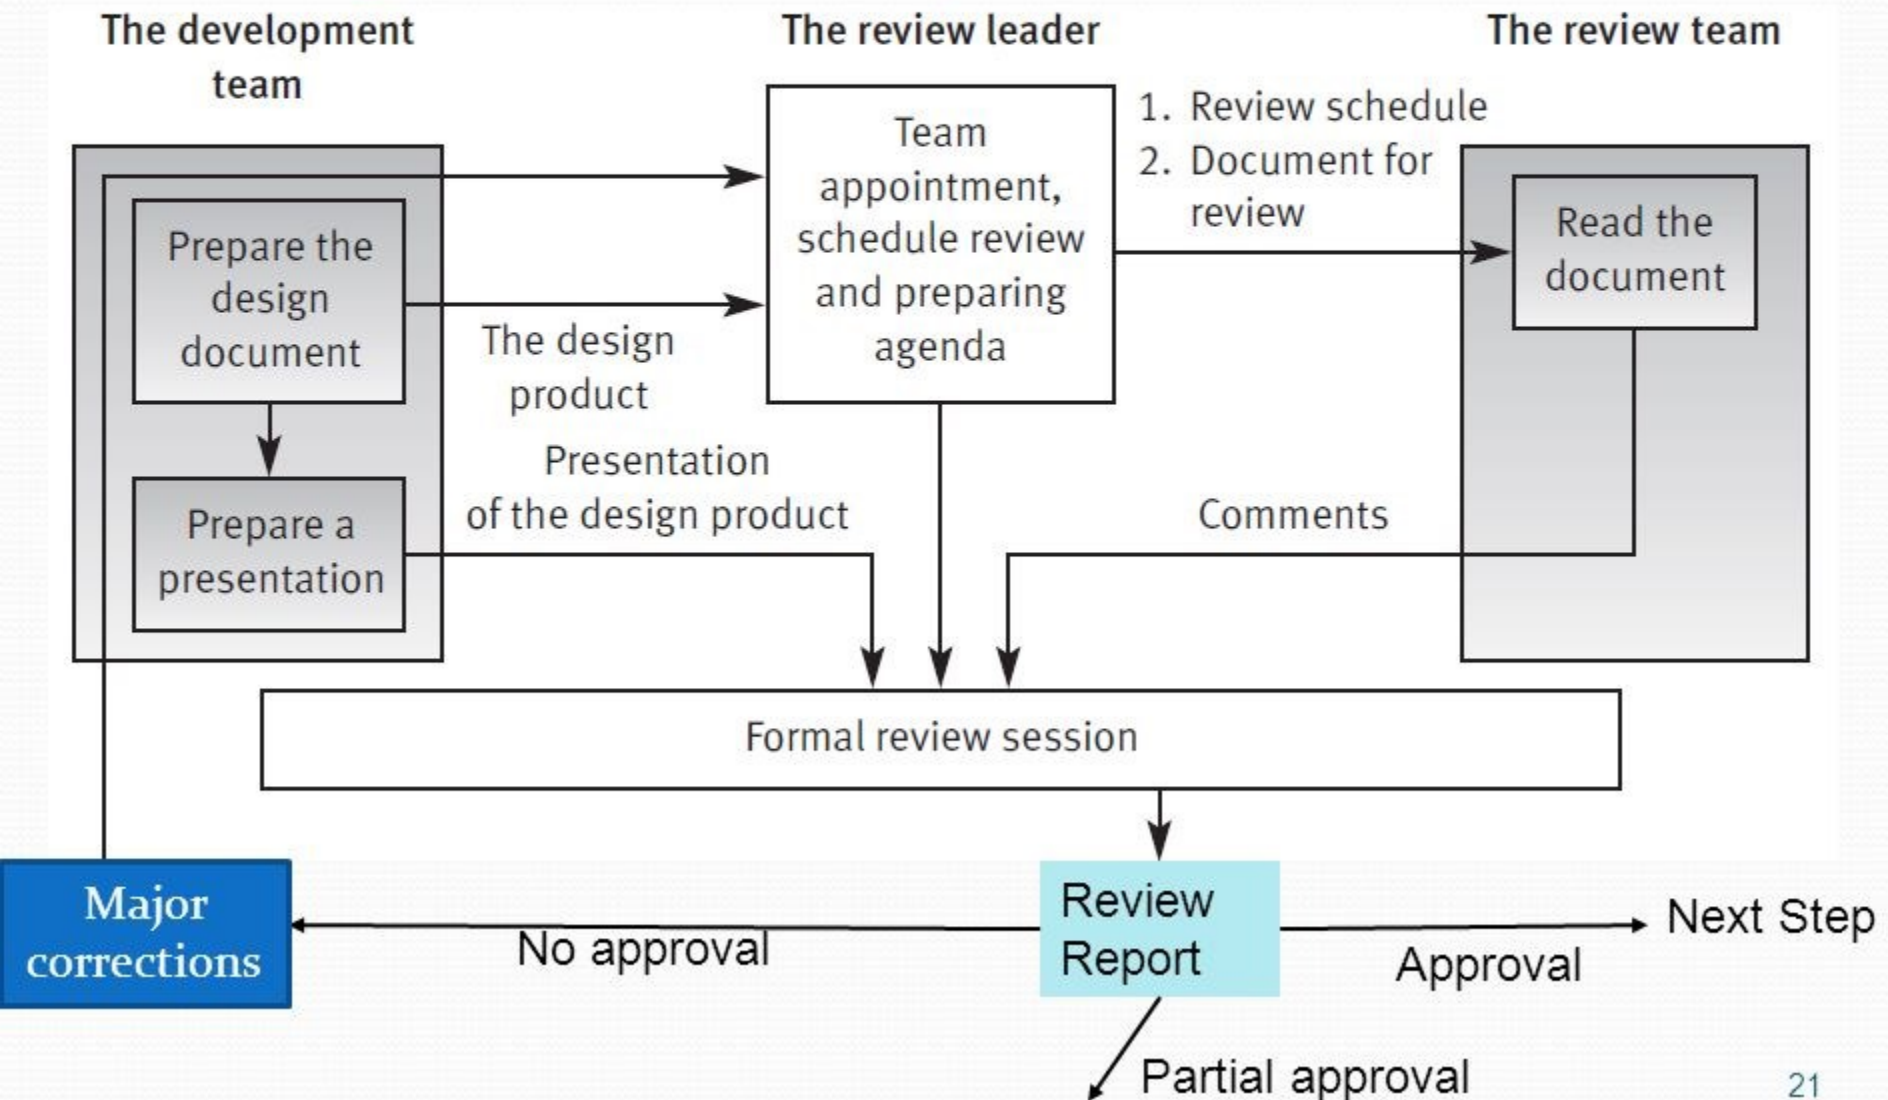 The development
team
The review leader
The review team
Team
appointment,
schedule review
and preparing
agenda
1. Review schedule
2. Document for
review
Prepare the
design
document
Read the
document
The design
product
Presentation
of the design product
Prepare a
presentation
Comments
Formal review session
Major
corrections
No approval
Review
Report
Approval
Next Step
Partial approval
21